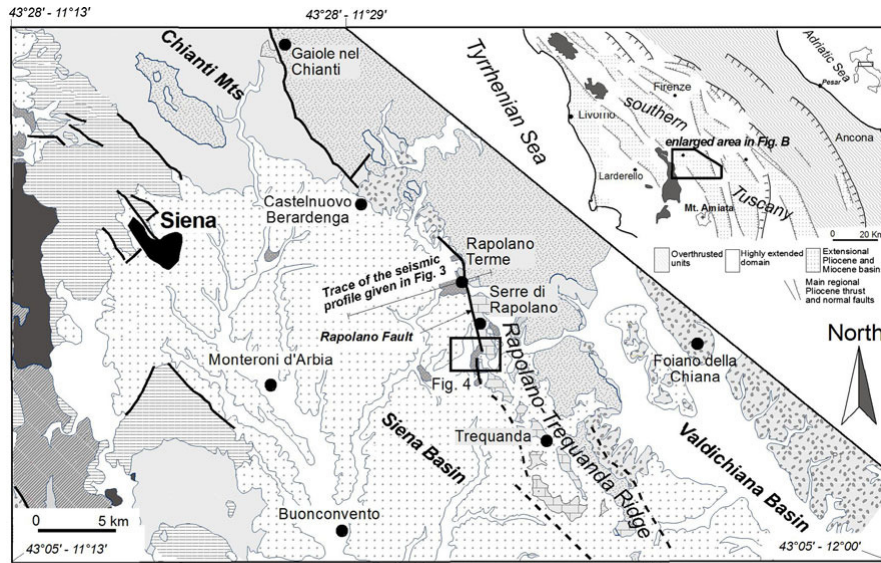 43°28' - 11°13'
43°28' - 11°29'
Chianti Mts
Gaiole nel
Chianti
Tyrrhenian Sea
Adriatic Sea
Pesar
Firenze
Livorno
southern
Ancona
enlarged area in Fig. B
Larderello
Mt. Amiata
Tuscany
0 20 Km
Overthrusted
units
Highly extended
domain
Extensional
Pliocene and
Miocene basin
Main regional
Pliocene thrust
and normal faults
Castelnuovo
Berardenga
Siena
Rapolano
Terme
Trace of the seismic
profile given in Fig. 3
Serre di
Rapolano
Rapolano Fault
North
Foiano della
Chiana
Monteroni d'Arbia
Fig. 4
Rapolano-Trequanda Ridge
Trequanda
Siena Basin
Valdichiana Basin
Buonconvento
0 5 km
43°05' - 11°13'
43°05' - 12°00'